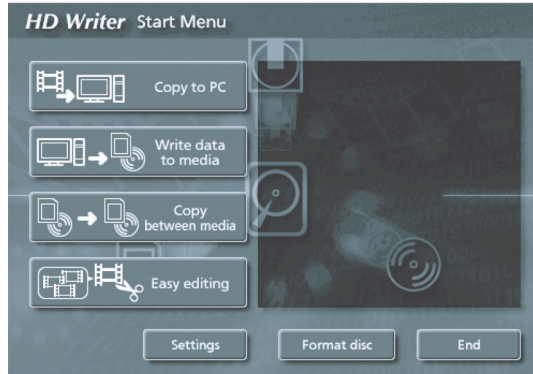 HD Writer Start Menu
Copy to PC
Write data
to media
Copy
between media
Easy editing
Settings
Format disc
End